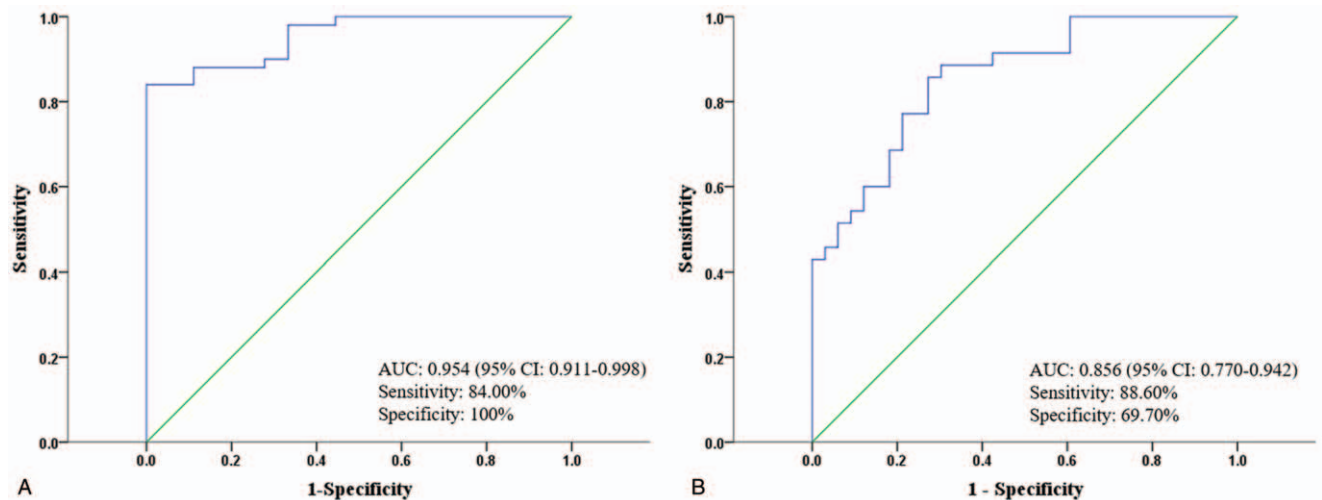 1.0
0.8
0.6
0.4
0.2
0.0
Sensitivity
AUC: 0.954 (95% CI: 0.911-0.998)
Sensitivity: 84.00%
Specificity: 100%
0.0 0.2 0.4 0.6 0.8 1.0
1-Specificity
A
1.0
0.8
0.6
0.4
0.2
0.0
Sensitivity
AUC: 0.856 (95% CI: 0.770-0.942)
Sensitivity: 88.60%
Specificity: 69.70%
0.0 0.2 0.4 0.6 0.8 1.0
1 - Specificity
B